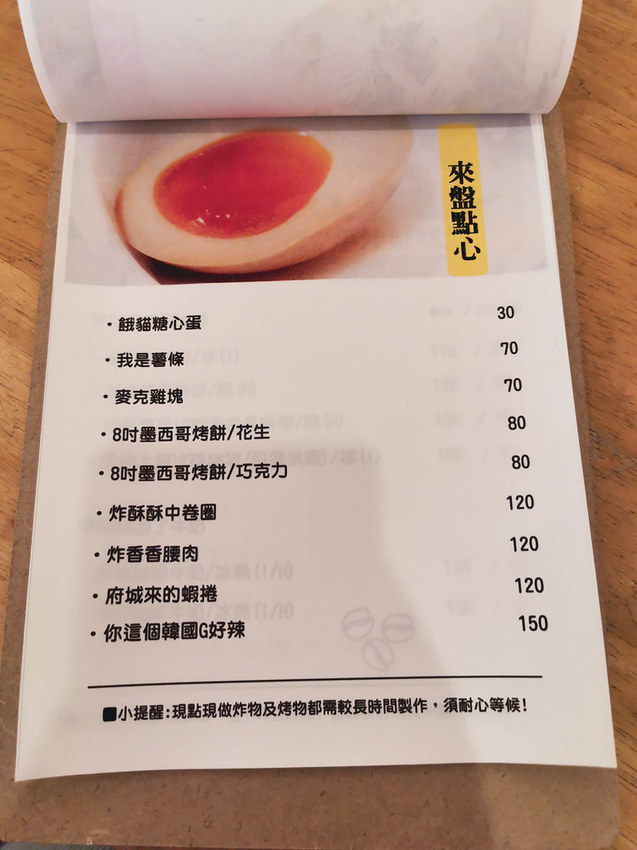 來盤點心
・餓貓糖心蛋 30
・我是薯條 70
・麥克雞塊 70
・8吋墨西哥烤餅/花生 80
・8吋墨西哥烤餅/巧克力 80
・炸酥酥中卷圈 120
・炸香香腰肉 120
・府城來的蝦捲 120
・你這個韓國G好辣 150
■小提醒:現點現做炸物及烤物都需較長時間製作，須耐心等候!